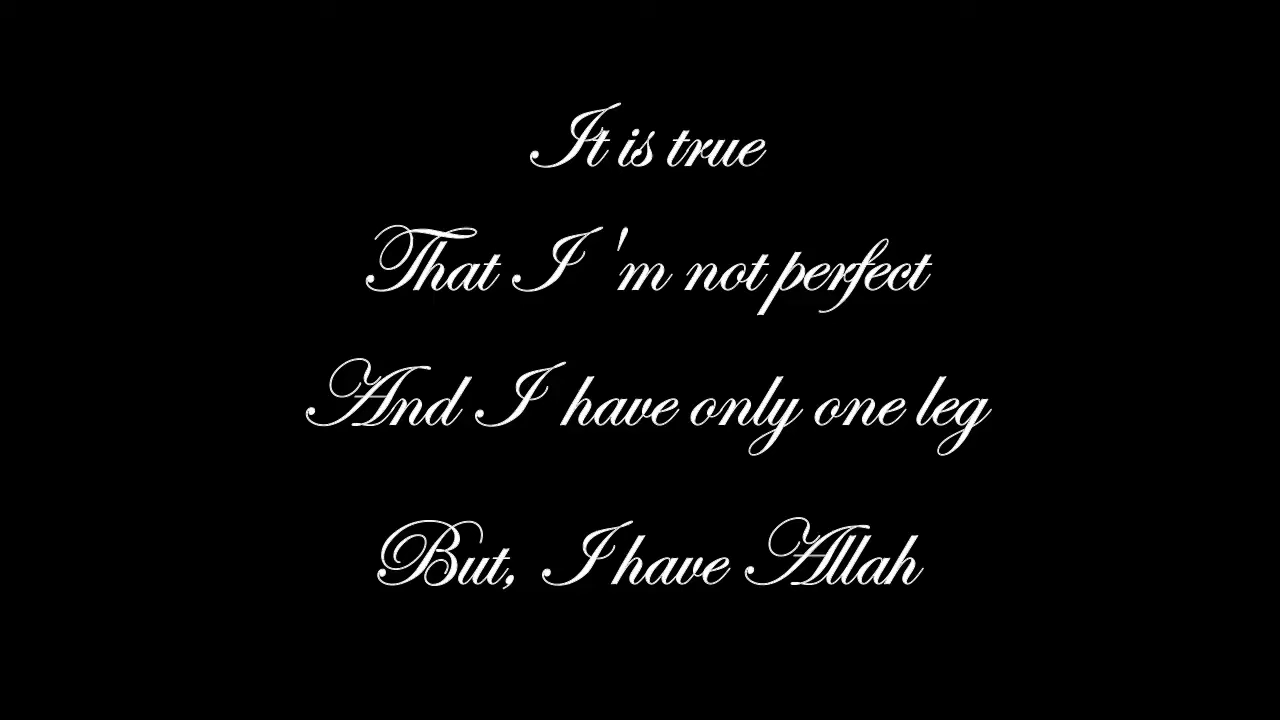 It is true
That I 'm not perfect
And I have only one leg
But, I have Allah